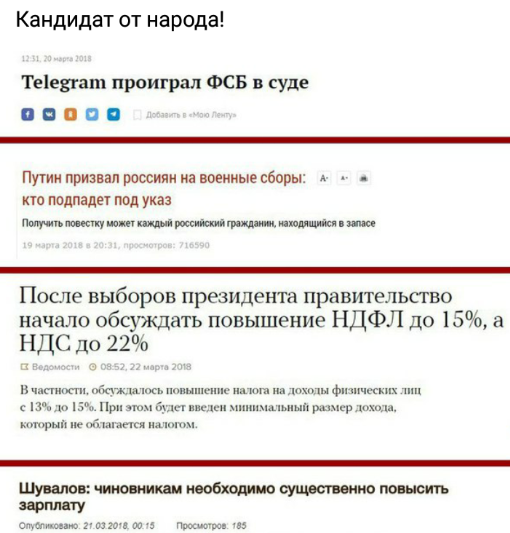 Кандидат от народа!
12:31, 20 марта 2018
Telegram проиграл ФСБ в суде
Добавить в «Мою Ленту»
Путин призвал россиян на военные сборы:
кто подпадет под указ
Получить повестку может каждый российский гражданин, находящийся в запасе
19 марта 2018 в 20:31, просмотров: 716590
После выборов президента правительство
начало обсуждать повышение НДФЛ до 15%, а
НДС до 22%
Ведомости 08:52, 22 марта 2018
В частности, обсуждалось повышение налога на доходы физических лиц
с 13% до 15%. При этом будет введен минимальный размер дохода,
который не облагается налогом.
Шувалов: чиновникам необходимо существенно повысить
зарплату
Опубликовано: 21.03.2018, 00:15 Просмотров: 185